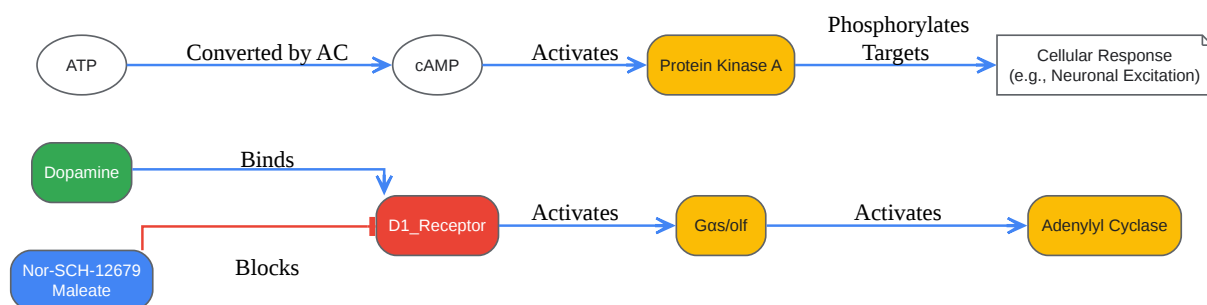 Phosphorylates
ATP Converted by AC cAMP Activates Protein Kinase A Targets Cellular Response
(e.g., Neuronal Excitation)
Dopamine Binds
D1_Receptor Activates Gαs/olf Activates Adenylyl Cyclase
Nor-SCH-12679
Maleate
Blocks